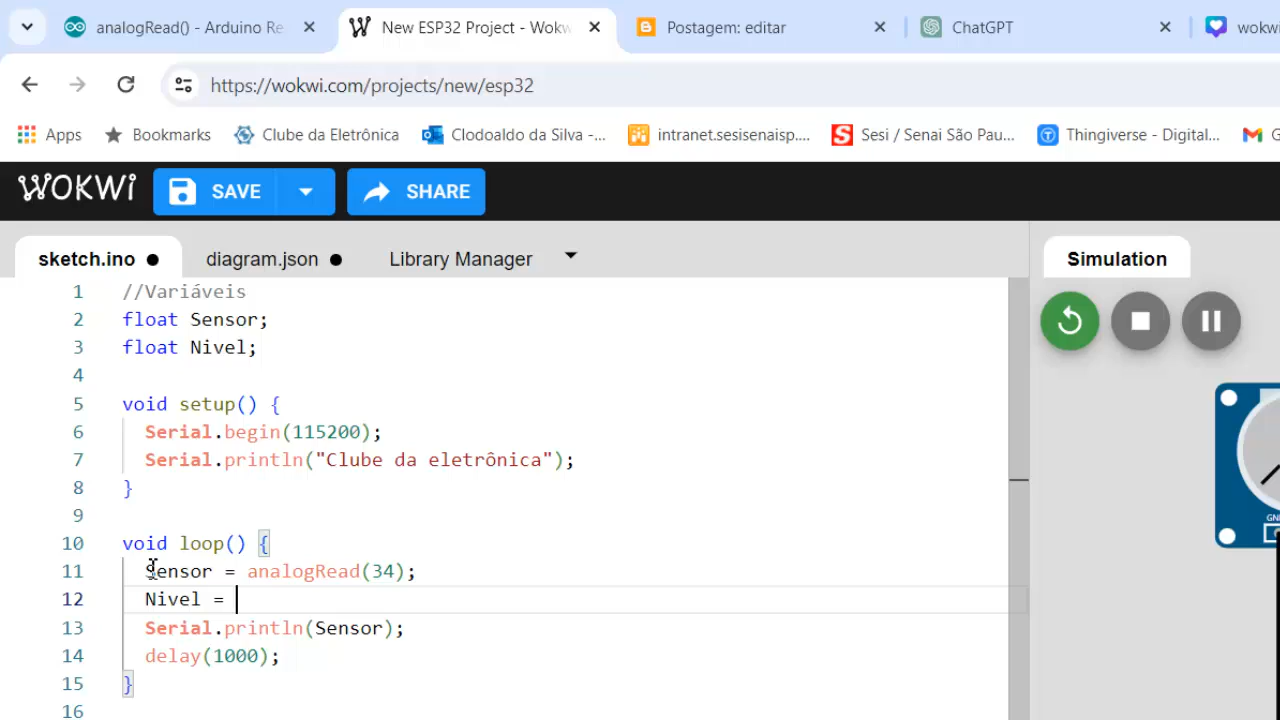 analogRead() - Arduino Re
New ESP32 Project - Wokw
Postagem: editar
ChatGPT
wokwi
https://wokwi.com/projects/new/esp32
Apps
Bookmarks
Clube da Eletrônica
Clodoaldo da Silva -...
intranet.sesisenaisp....
Sesi / Senai São Pau...
Thingiverse - Digital...
G
WOKWI
SAVE
SHARE
sketch.ino ●
diagram.json ●
Library Manager
Simulation
1 //Variáveis
2 float Sensor;
3 float Nivel;
4
5 void setup() {
6 Serial.begin(115200);
7 Serial.println("Clube da eletrônica");
8 }
9
10 void loop() {
11 Sensor = analogRead(34);
12 Nivel =
13 Serial.println(Sensor);
14 delay(1000);
15 }
16
GND